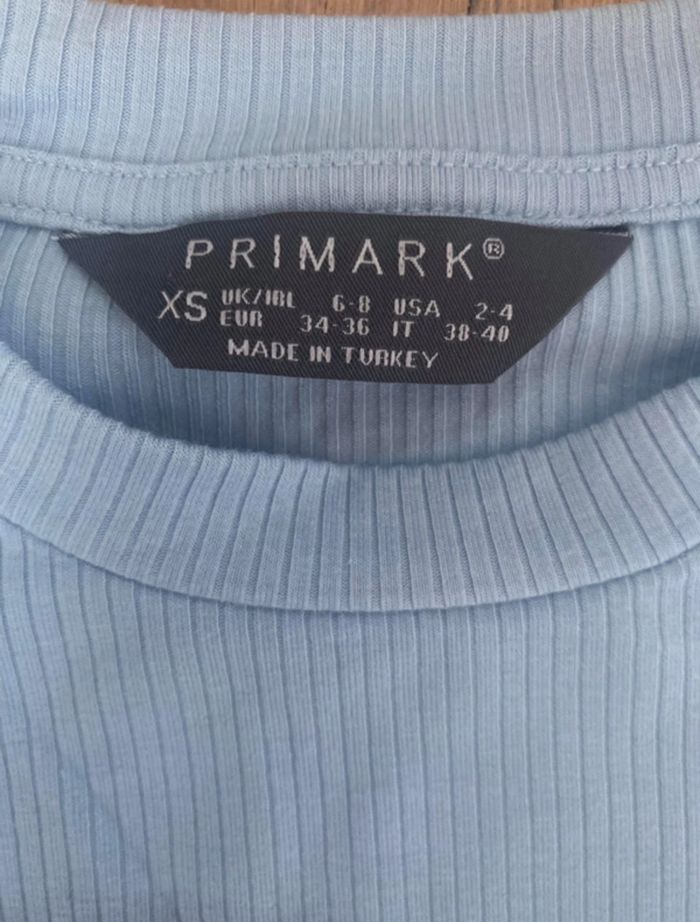 PRIMARK®
XS UK/IRL 6-8 USA 2-4
EUR 34-36 IT 38-40
MADE IN TURKEY